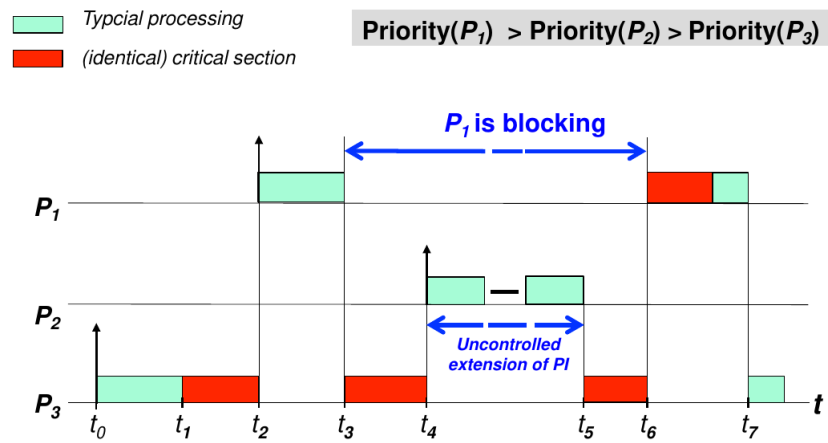 Typcial processing
(identical) critical section
Priority(P1) > Priority(P2) > Priority(P3)
P1 is blocking
P1
P2
Uncontrolled
extension of PI
P3
t0 t1 t2 t3 t4 t5 t6 t7 t